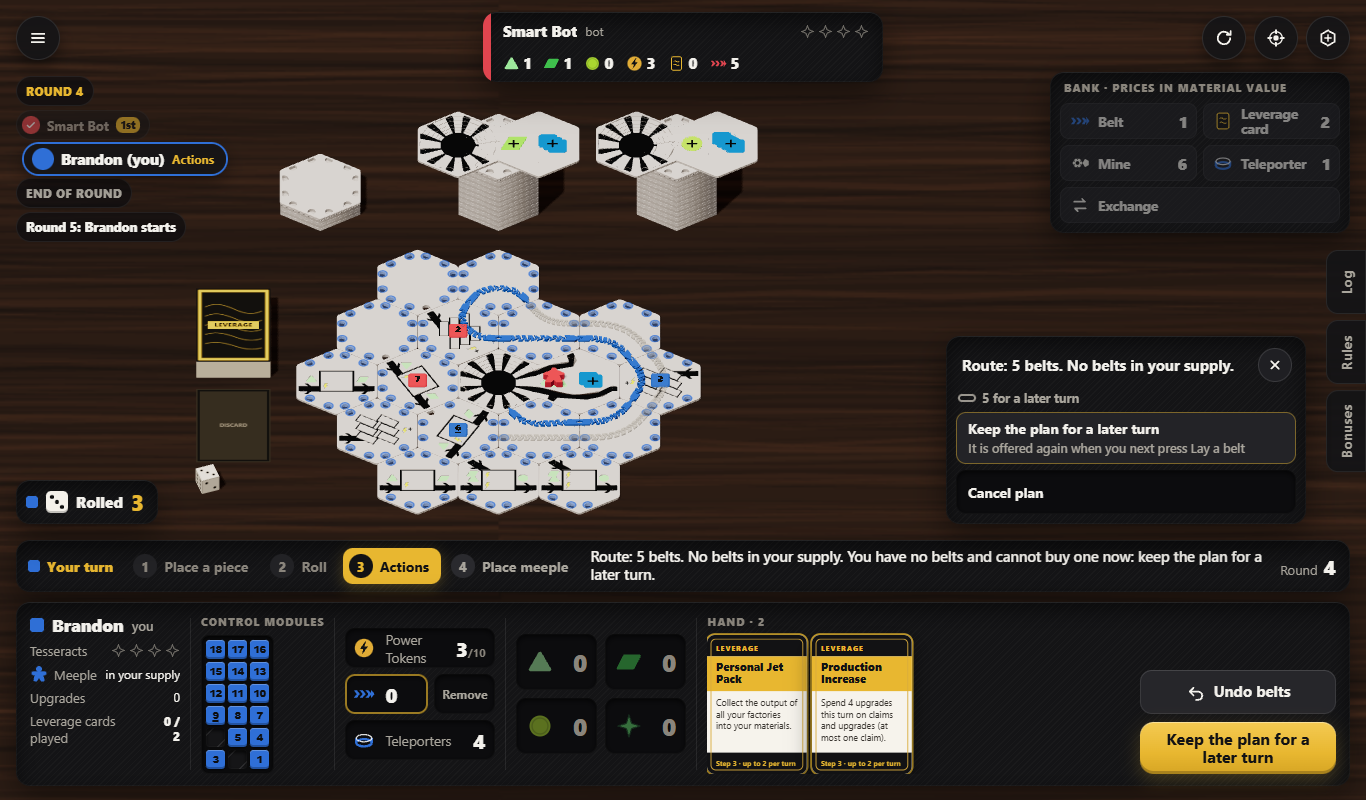 Smart Bot bot
1 1 0 3 0 5
ROUND 4
Smart Bot 1st
Brandon (you) Actions
END OF ROUND
Round 5: Brandon starts
BANK · PRICES IN MATERIAL VALUE
Belt 1
Leverage card 2
Mine 6
Teleporter 1
Exchange
Log
Rules
Bonuses
LEVERAGE
DISCARD
2
7
2
6
Rolled 3
Route: 5 belts. No belts in your supply.
5 for a later turn
Keep the plan for a later turn
It is offered again when you next press Lay a belt
Cancel plan
Your turn 1 Place a piece 2 Roll 3 Actions 4 Place meeple
Route: 5 belts. No belts in your supply. You have no belts and cannot buy one now: keep the plan for a
later turn.
Round 4
Brandon you
Tesseracts
Meeple in your supply
Upgrades 0
Leverage cards played 0 / 2
CONTROL MODULES
18 17 16
15 14 13
12 11 10
9 8 7
5 4
3 1
Power Tokens 3/10
0 Remove
Teleporters 4
0 0
0 0
HAND · 2
LEVERAGE
Personal Jet
Pack
Collect the output of
all your factories
into your materials.
Step 3 · up to 2 per turn
LEVERAGE
Production
Increase
Spend 4 upgrades
this turn on claims
and upgrades (at
most one claim).
Step 3 · up to 2 per turn
Undo belts
Keep the plan for a
later turn